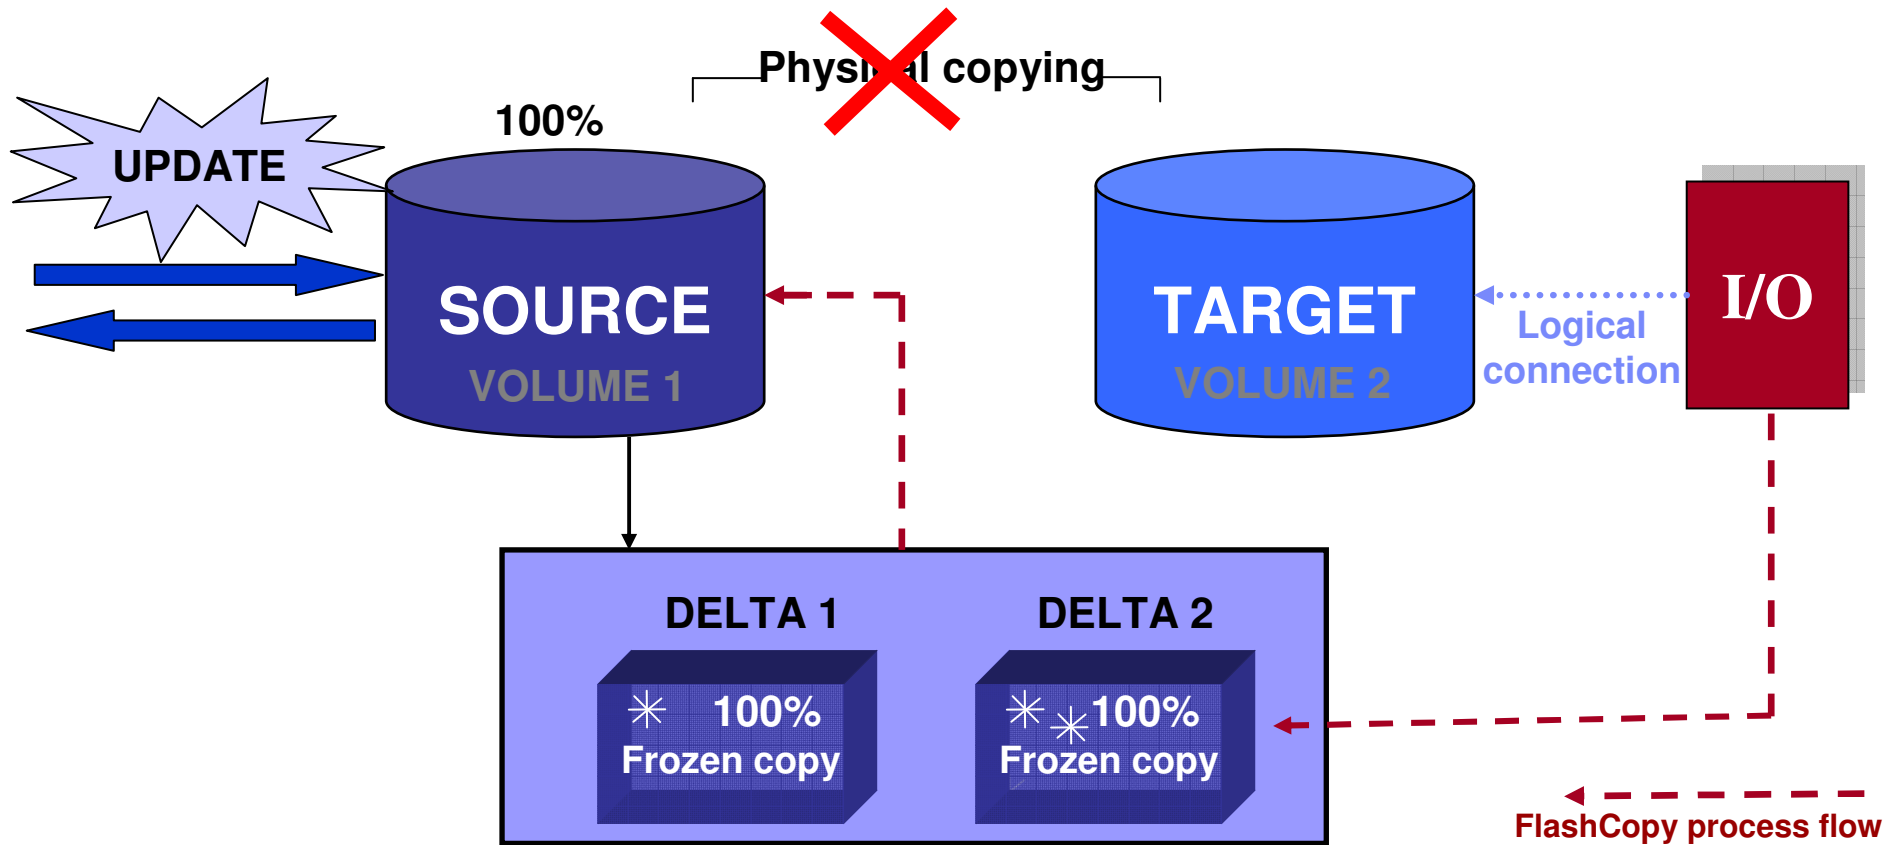 Physical copying
100%
UPDATE
SOURCE
VOLUME 1
TARGET
VOLUME 2
I/O
Logical
connection
DELTA 1
DELTA 2
100%
Frozen copy
100%
Frozen copy
FlashCopy process flow